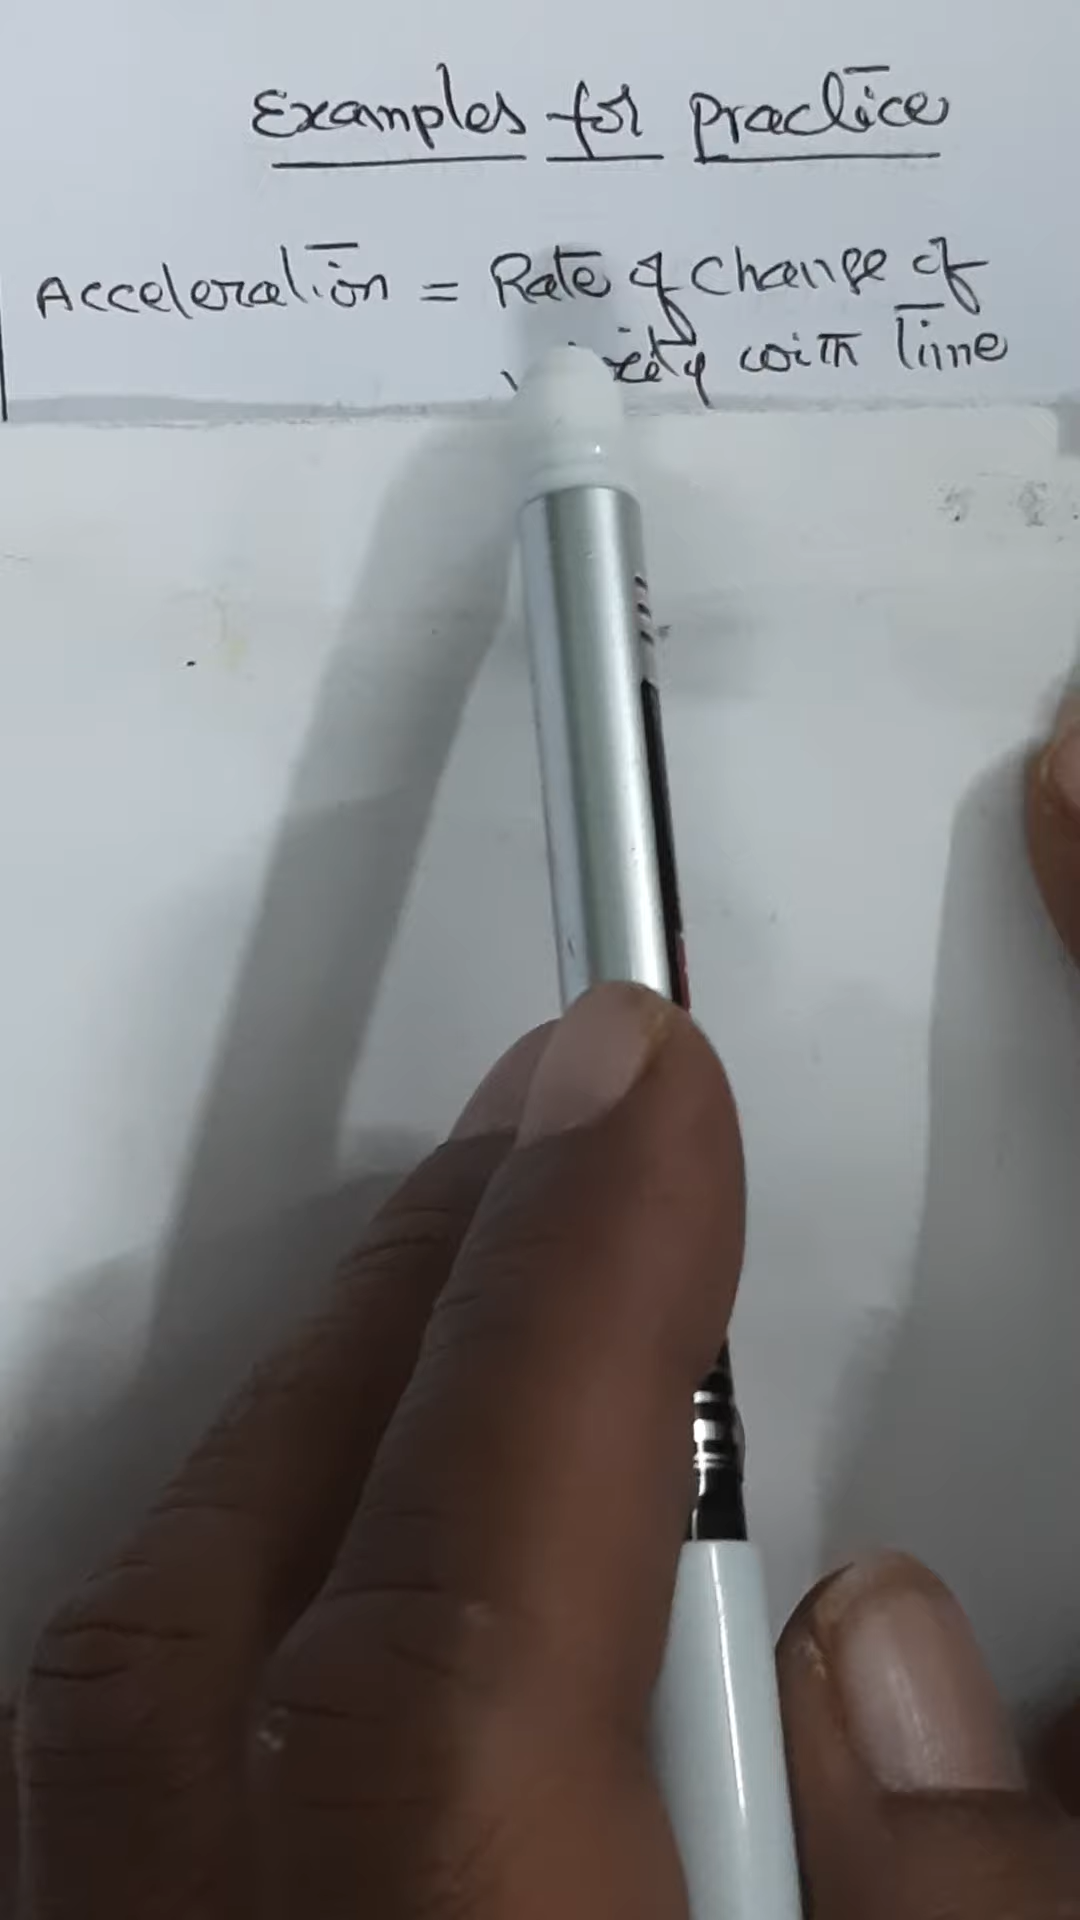 Examples for practice
Acceleration = Rate of change of
with time